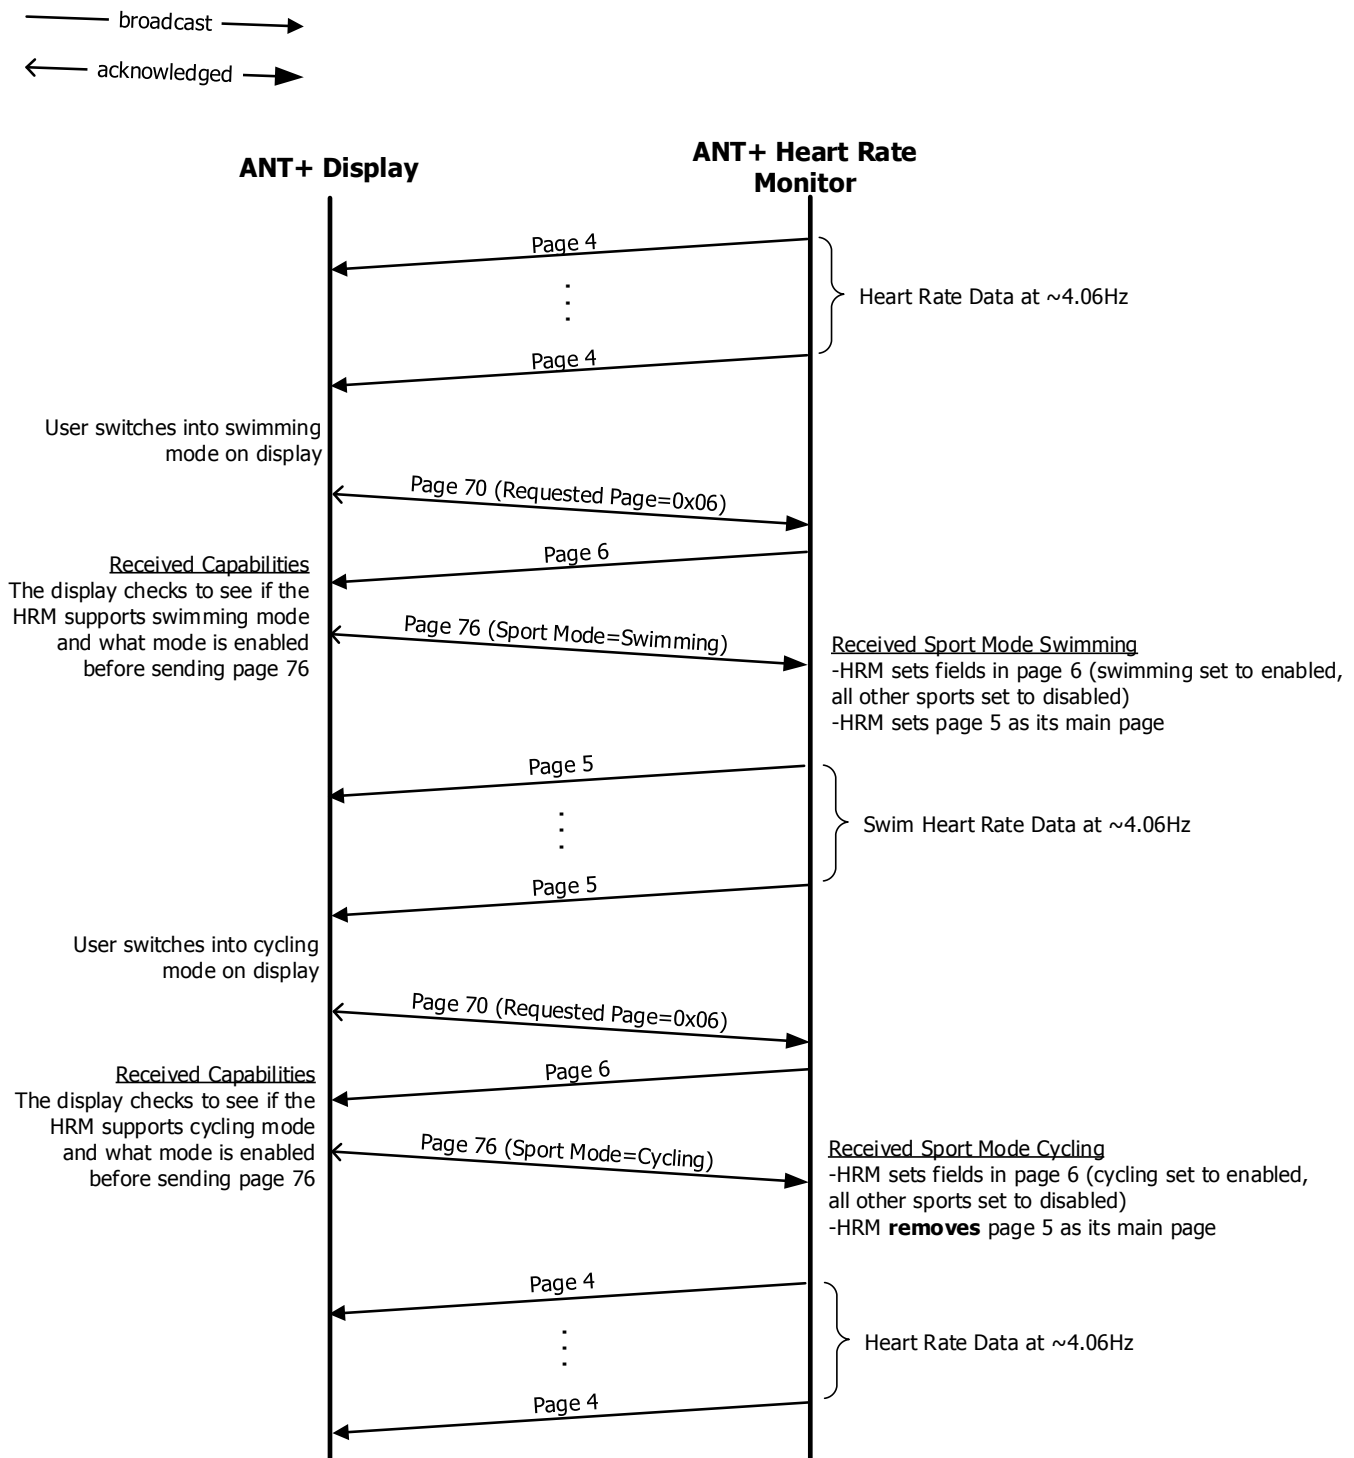 broadcast
acknowledged
ANT+ Display
ANT+ Heart Rate
Monitor
Page 4
Heart Rate Data at ~4.06Hz
Page 4
User switches into swimming
mode on display
Page 70 (Requested Page=0x06)
Page 6
Received Capabilities
The display checks to see if the
HRM supports swimming mode
and what mode is enabled
before sending page 76
Page 76 (Sport Mode=Swimming)
Received Sport Mode Swimming
-HRM sets fields in page 6 (swimming set to enabled,
all other sports set to disabled)
-HRM sets page 5 as its main page
Page 5
Swim Heart Rate Data at ~4.06Hz
Page 5
User switches into cycling
mode on display
Page 70 (Requested Page=0x06)
Page 6
Received Capabilities
The display checks to see if the
HRM supports cycling mode
and what mode is enabled
before sending page 76
Page 76 (Sport Mode=Cycling)
Received Sport Mode Cycling
-HRM sets fields in page 6 (cycling set to enabled,
all other sports set to disabled)
-HRM removes page 5 as its main page
Page 4
Heart Rate Data at ~4.06Hz
Page 4